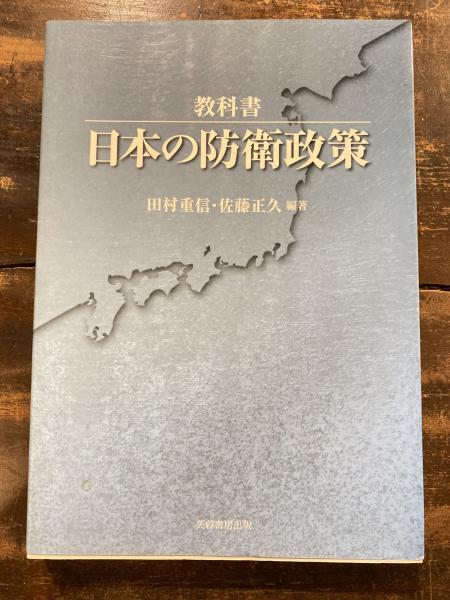 教科書
日本の防衛政策
田村重信・佐藤正久 編著
芙蓉書房出版